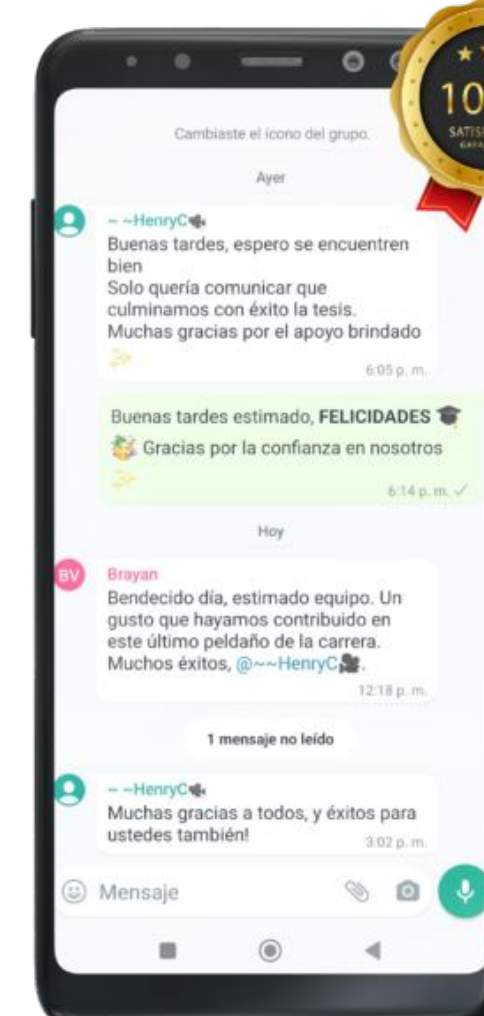 Cambiaste el ícono del grupo.
Ayer
~ ~HenryC
Buenas tardes, espero se encuentren
bien
Solo quería comunicar que
culminamos con éxito la tesis.
Muchas gracias por el apoyo brindado
6:05 p. m.
Buenas tardes estimado, FELICIDADES
Gracias por la confianza en nosotros
6:14 p. m.
Hoy
BV
Brayan
Bendecido día, estimado equipo. Un
gusto que hayamos contribuido en
este último peldaño de la carrera.
Muchos éxitos, @~~HenryC.
12:18 p. m.
1 mensaje no leído
~ ~HenryC
Muchas gracias a todos, y éxitos para
ustedes también!
3:02 p. m.
Mensaje